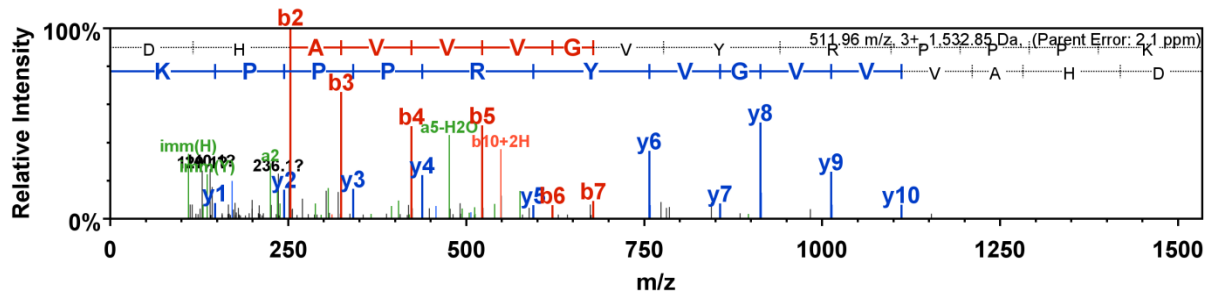 100%
b2
D H A V V V G V Y R P P P K
511.96 m/z, 3+, 1,532.85 Da, (Parent Error: 2.1 ppm)
K P P P R Y V G V V V A H D
b3
b4
b5
y8
a5-H2O
imm(H)
b10+2H
y6
a2
imm(Y)
236.1?
y4
y9
y1
y2
y3
y5
b6
b7
y7
y10
0%
0 250 500 750 1000 1250 1500
m/z
Relative Intensity